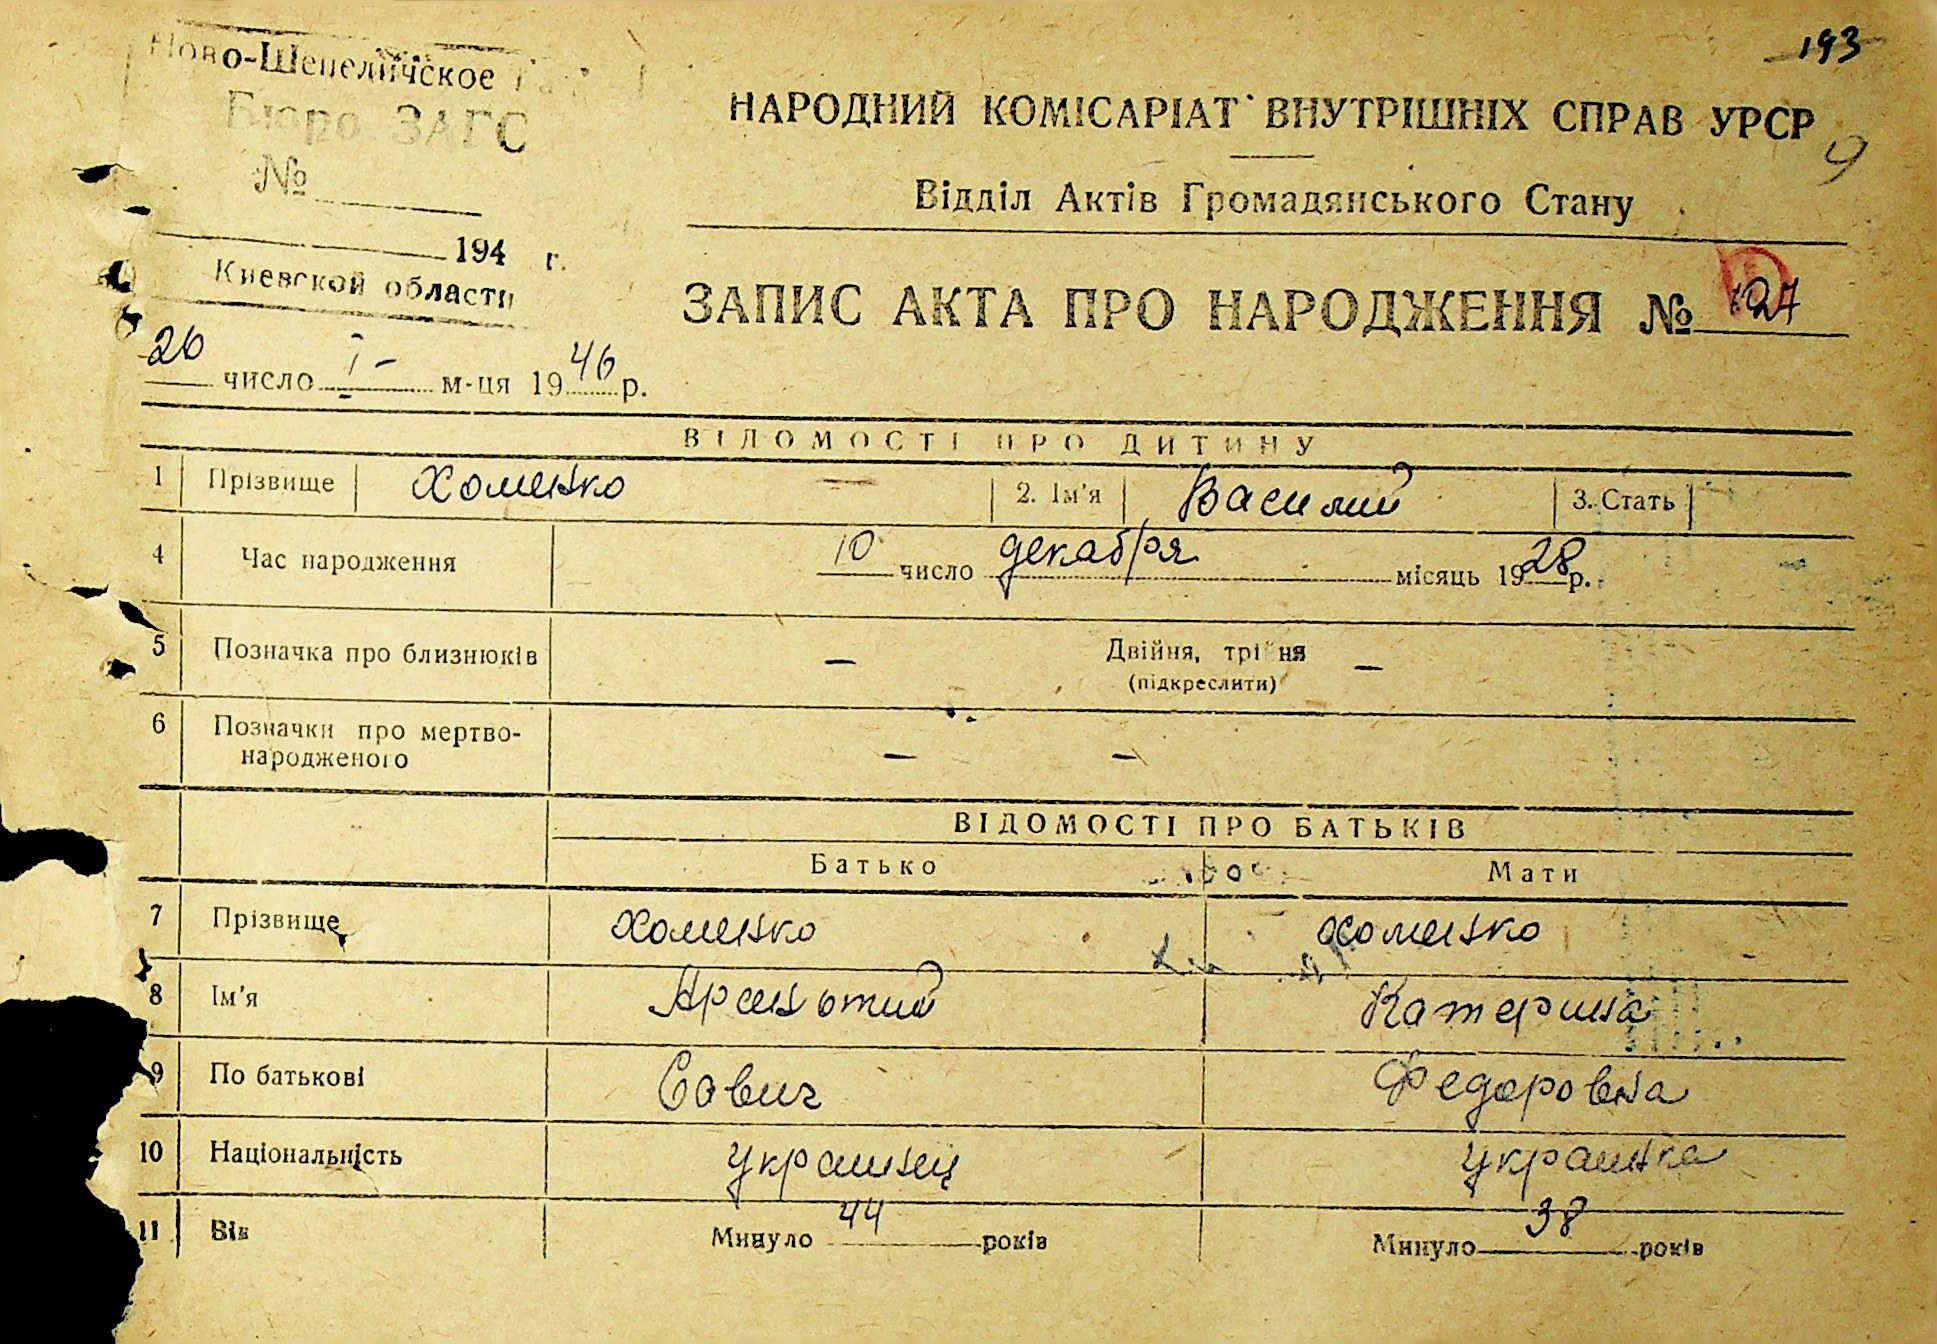 193
Ново-Шепеличское
Бюро ЗАГС
№
194 г.
Киевской области
НАРОДНИЙ КОМІСАРІАТ ВНУТРІШНІХ СПРАВ УРСР
9
Відділ Актів Громадянського Стану
ЗАПИС АКТА ПРО НАРОДЖЕННЯ № 27
26 число I- м-ця 1946 р.
ВІДОМОСТІ ПРО ДИТИНУ
1 Прізвище Хоменко 2. Ім'я Василий 3. Стать
4 Час народження 10 число декабря місяць 1928 р.
5 Позначка про близнюків — Двійня, трійня —
(підкреслити)
6 Позначки про мертво-
народженого — —
ВІДОМОСТІ ПРО БАТЬКІВ
Батько Мати
7 Прізвище Хоменко Хоменко
8 Ім'я Катерина
9 По батькові Савич Федоровна
10 Національність украинец украинка
11 Вік Минуло 44 років Минуло 38 років